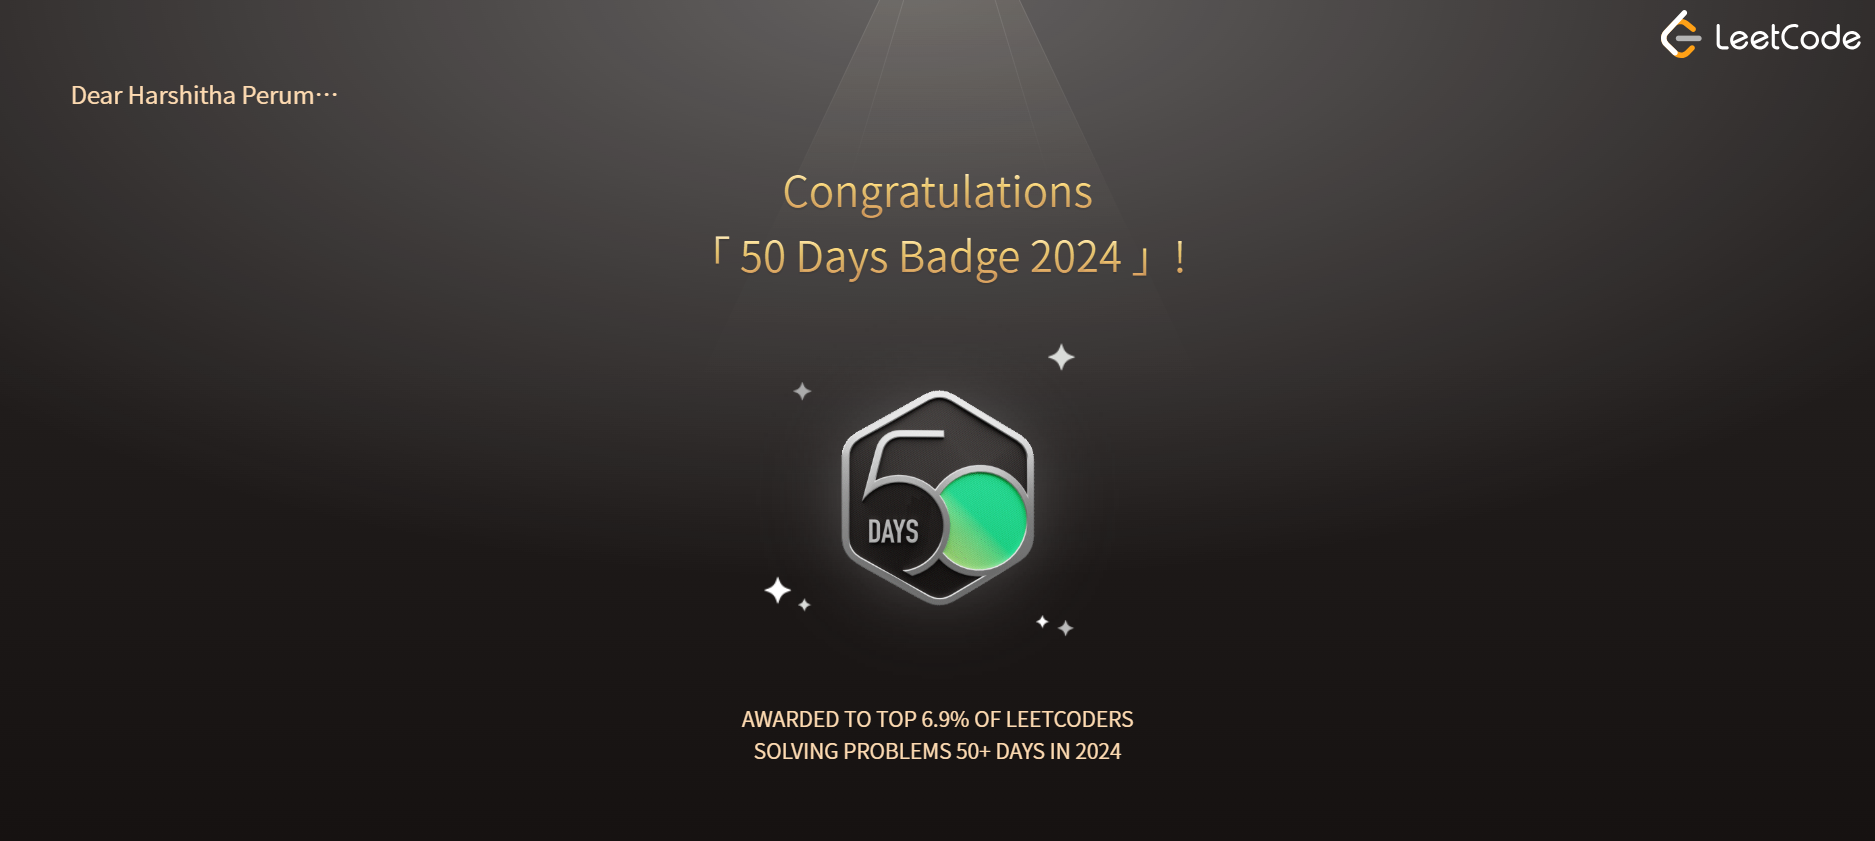 LeetCode
Dear Harshitha Perum···
Congratulations
「 50 Days Badge 2024 」 !
50
DAYS
AWARDED TO TOP 6.9% OF LEETCODERS
SOLVING PROBLEMS 50+ DAYS IN 2024